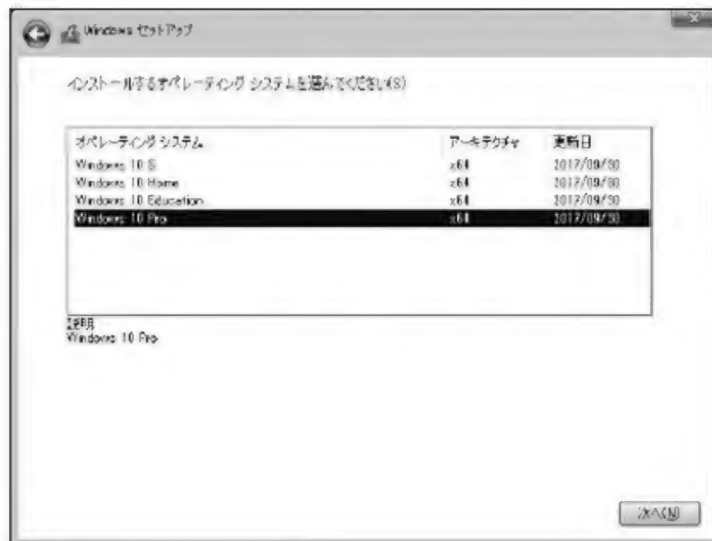 Windows セットアップ
インストールするオペレーティング システムを選んでください(S)
オペレーティング システム アーキテクチャ 更新日
Windows 10 S x64 2017/09/30
Windows 10 Home x64 2017/09/30
Windows 10 Education x64 2017/09/30
Windows 10 Pro x64 2017/09/30
説明
Windows 10 Pro
次へ(N)